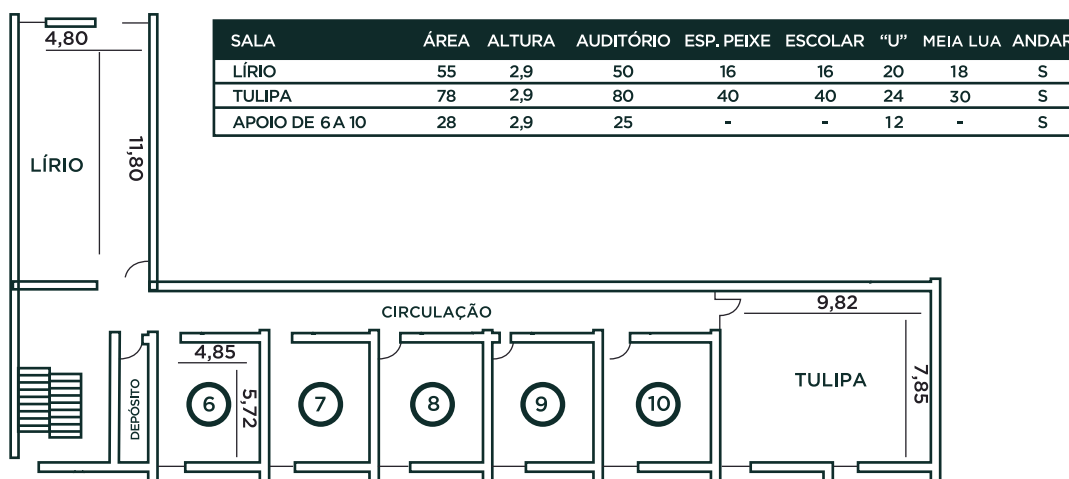 SALA ÁREA ALTURA AUDITÓRIO ESP. PEIXE ESCOLAR “U” MEIA LUA ANDAR
LÍRIO 55 2,9 50 16 16 20 18 S
TULIPA 78 2,9 80 40 40 24 30 S
APOIO DE 6 A 10 28 2,9 25 - - 12 - S
4,80
11,80
LÍRIO
CIRCULAÇÃO
9,82
4,85
5,72
DEPÓSITO
6
7
8
9
10
TULIPA
7,85